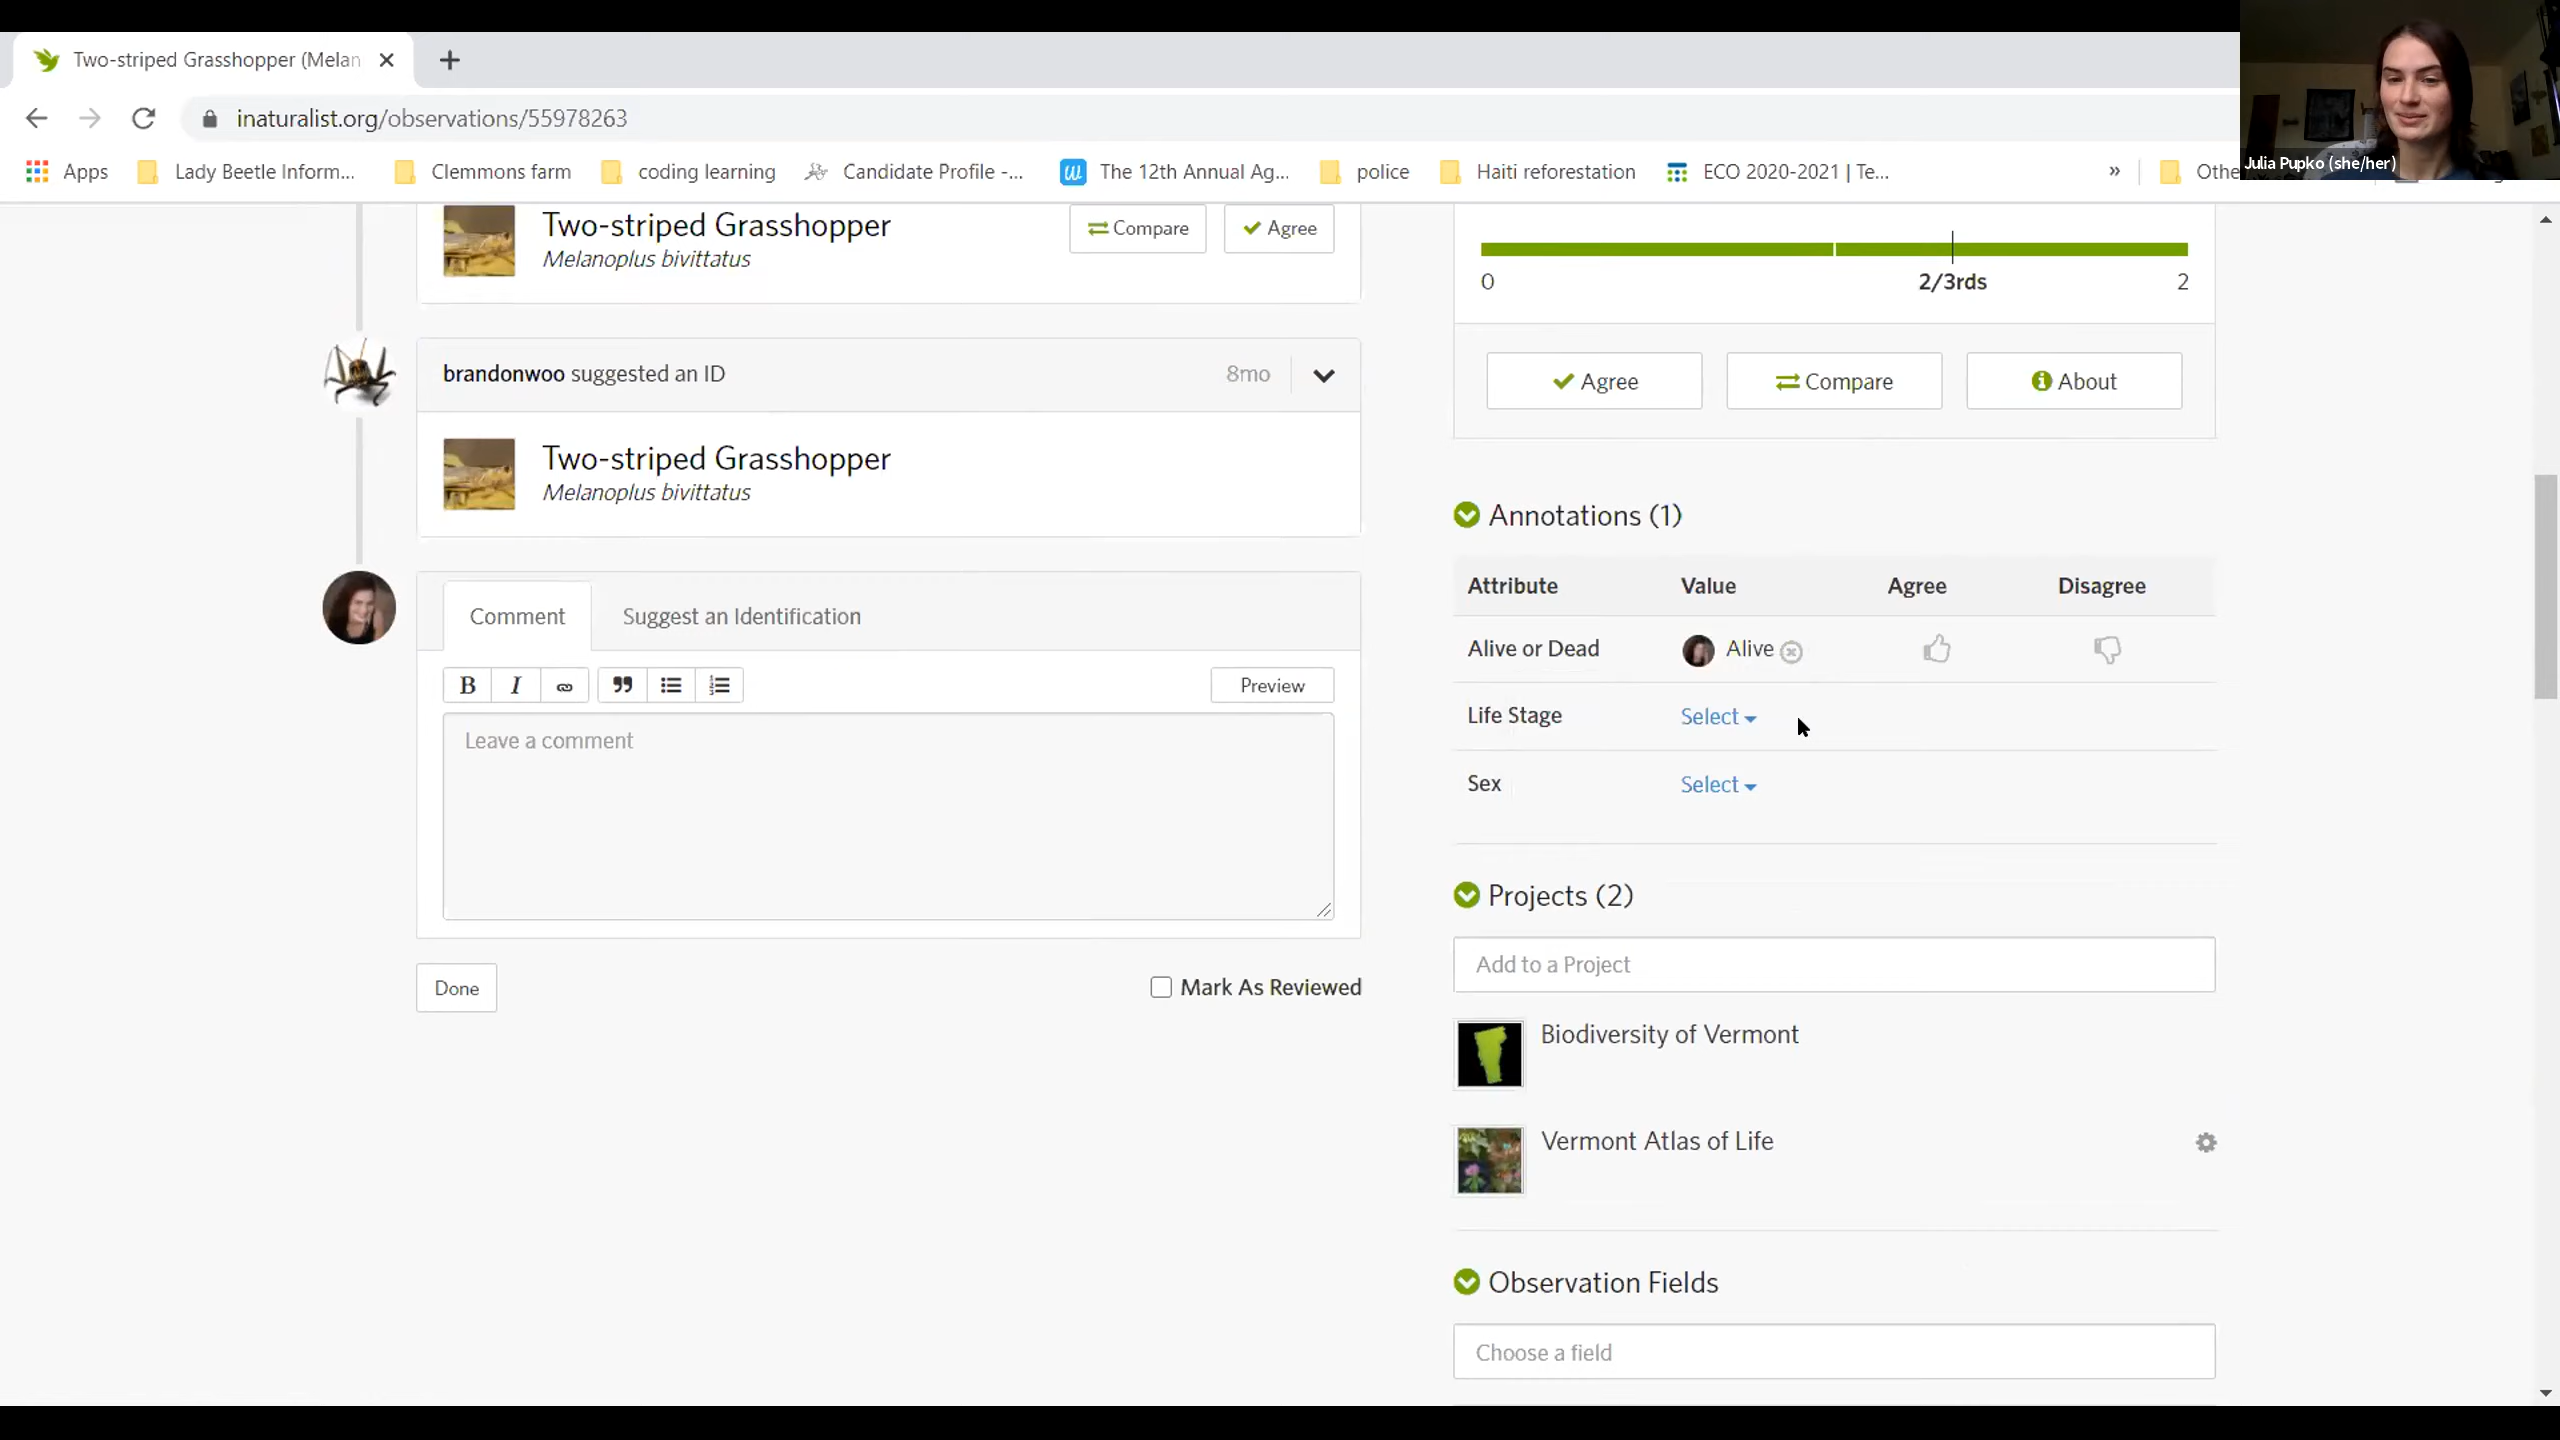 Two-striped Grasshopper (Melan
inaturalist.org/observations/55978263
Apps Lady Beetle Inform... Clemmons farm coding learning Candidate Profile -... The 12th Annual Ag... police Haiti reforestation ECO 2020-2021 | Te... » Othe
Julia Pupko (she/her)
Two-striped Grasshopper
Melanoplus bivittatus
Compare Agree
brandonwoo suggested an ID 8mo
Two-striped Grasshopper
Melanoplus bivittatus
Comment Suggest an Identification
B I Preview
Leave a comment
Done Mark As Reviewed
0 2/3rds 2
Agree Compare About
Annotations (1)
Attribute Value Agree Disagree
Alive or Dead Alive
Life Stage Select
Sex Select
Projects (2)
Add to a Project
Biodiversity of Vermont
Vermont Atlas of Life
Observation Fields
Choose a field